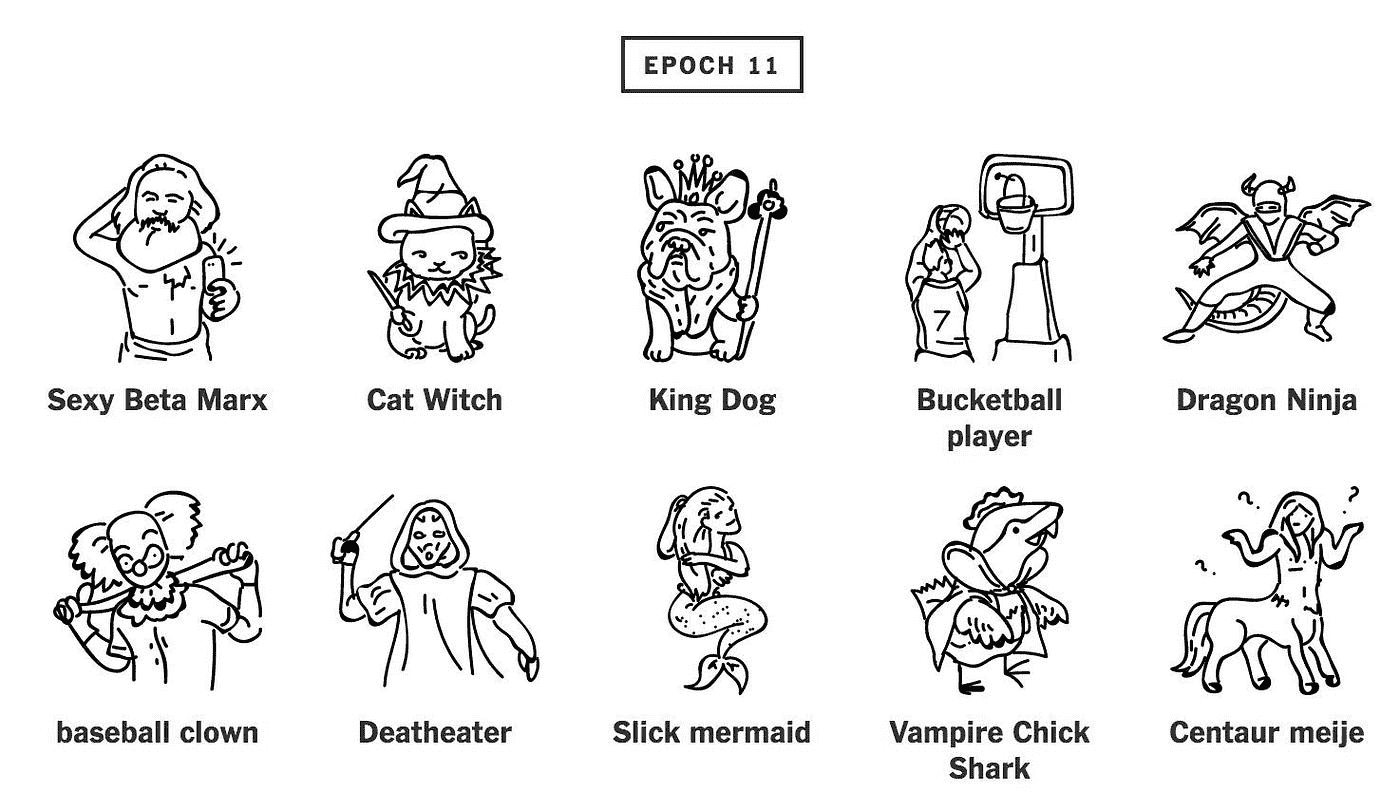 EPOCH 11
Sexy Beta Marx
Cat Witch
King Dog
Bucketball
player
Dragon Ninja
7
baseball clown
Deatheater
Slick mermaid
Vampire Chick
Shark
Centaur meije
? ? ?